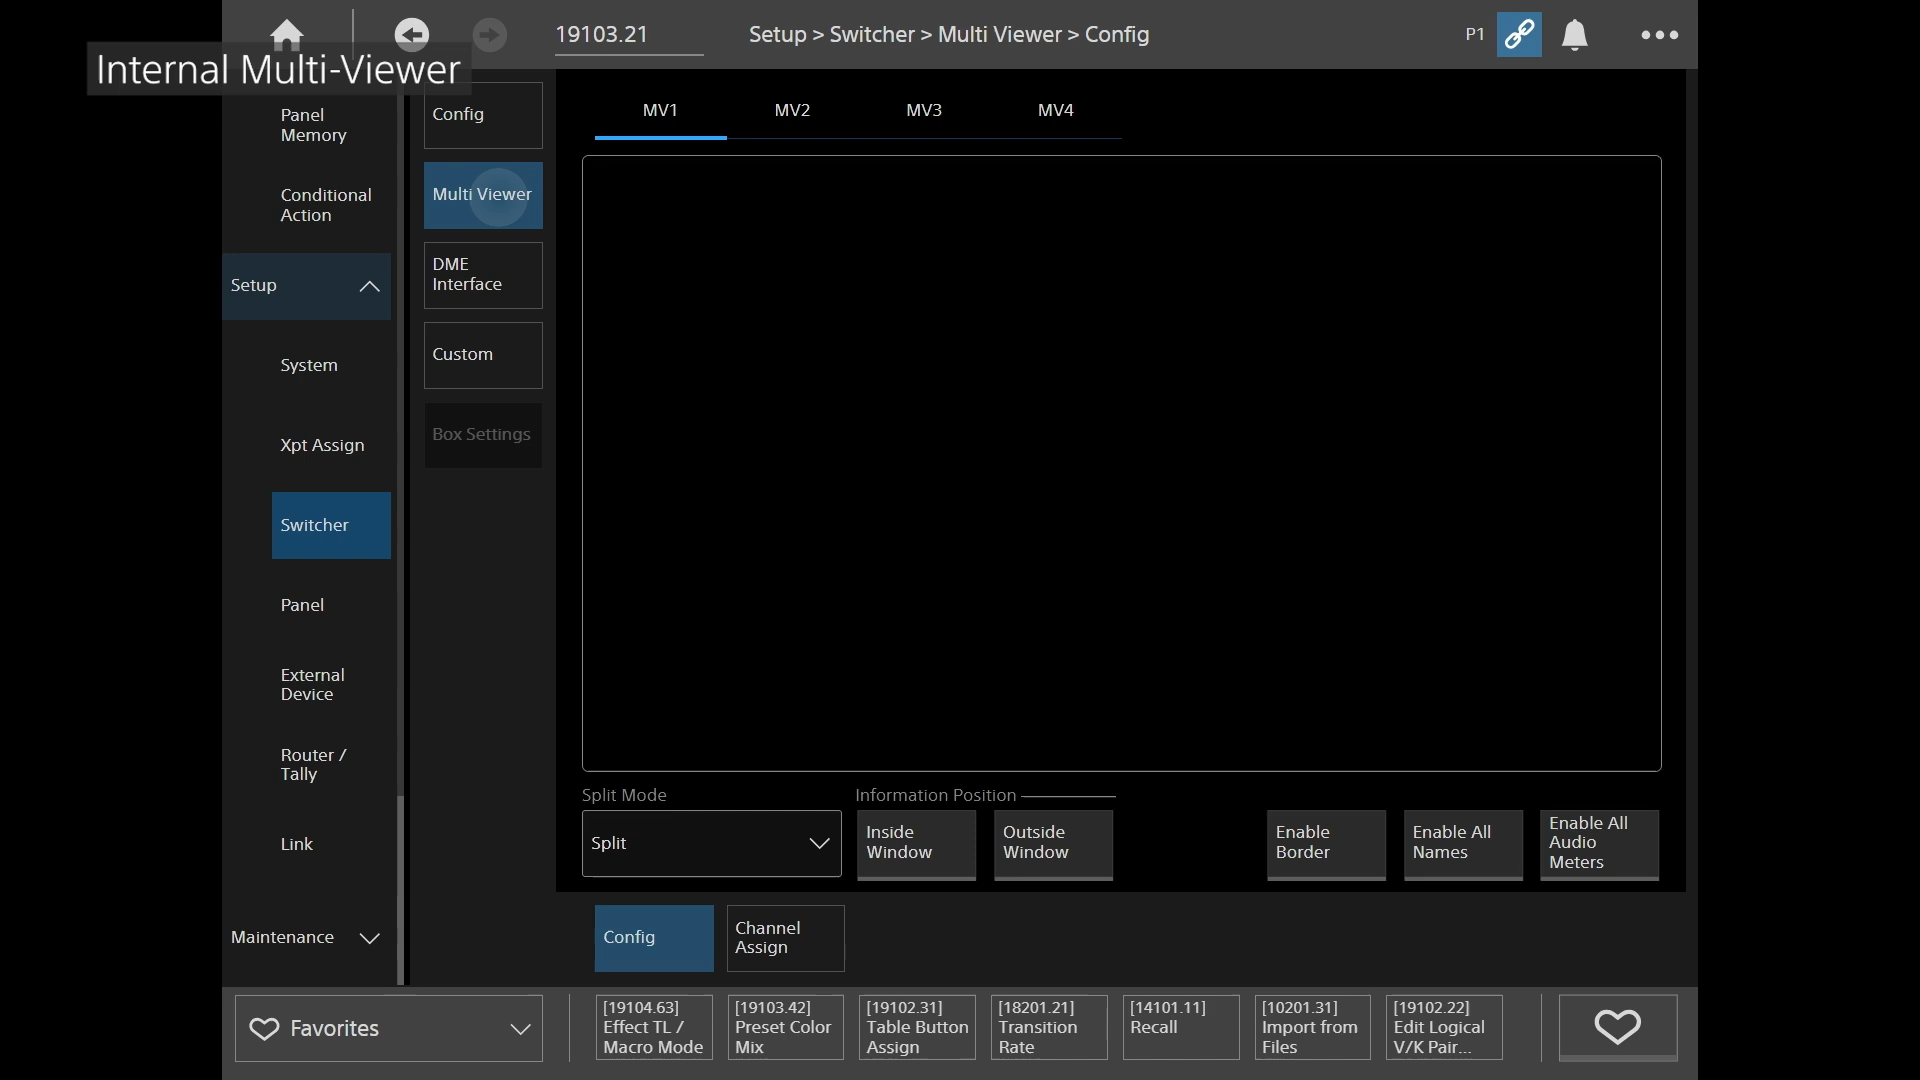 19103.21
Setup > Switcher > Multi Viewer > Config
P1
Internal Multi-Viewer
Panel
Memory
Conditional
Action
Setup
System
Xpt Assign
Switcher
Panel
External
Device
Router /
Tally
Link
Maintenance
Config
Multi Viewer
DME
Interface
Custom
Box Settings
MV1
MV2
MV3
MV4
Split Mode
Split
Information Position
Inside
Window
Outside
Window
Enable
Border
Enable All
Names
Enable All
Audio
Meters
Config
Channel
Assign
Favorites
[19104.63]
Effect TL /
Macro Mode
[19103.42]
Preset Color
Mix
[19102.31]
Table Button
Assign
[18201.21]
Transition
Rate
[14101.11]
Recall
[10201.31]
Import from
Files
[19102.22]
Edit Logical
V/K Pair...